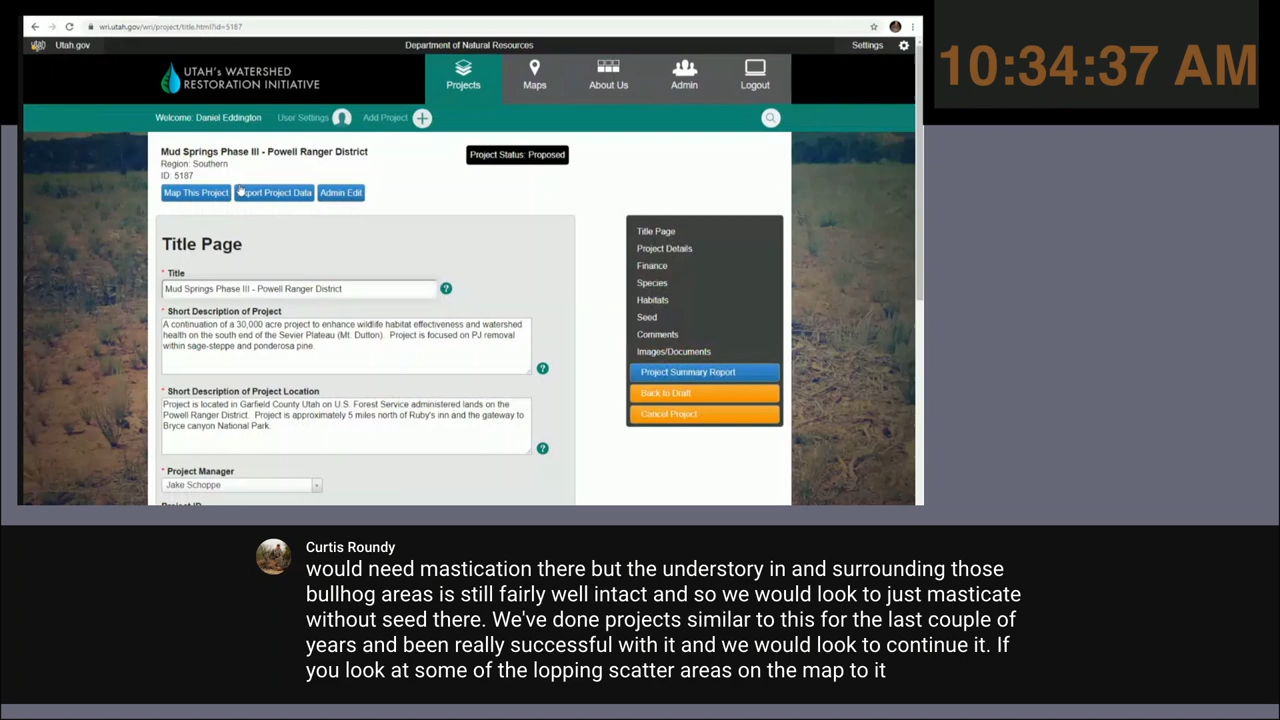 wri.utah.gov/wri/project/title.html?id=5187
10:34:37 AM
Utah.gov
Department of Natural Resources
Settings
UTAH's WATERSHED
RESTORATION INITIATIVE
Projects
Maps
About Us
Admin
Logout
Welcome: Daniel Eddington
User Settings
Add Project
Mud Springs Phase III - Powell Ranger District
Region: Southern
ID: 5187
Project Status: Proposed
Map This Project
xport Project Data
Admin Edit
Title Page
* Title
Mud Springs Phase III - Powell Ranger District
?
* Short Description of Project
A continuation of a 30,000 acre project to enhance wildlife habitat effectiveness and watershed
health on the south end of the Sevier Plateau (Mt. Dutton). Project is focused on PJ removal
within sage-steppe and ponderosa pine.
?
* Short Description of Project Location
Project is located in Garfield County Utah on U.S. Forest Service administered lands on the
Powell Ranger District. Project is approximately 5 miles north of Ruby's inn and the gateway to
Bryce canyon National Park.
?
* Project Manager
Jake Schoppe
Title Page
Project Details
Finance
Species
Habitats
Seed
Comments
Images/Documents
Project Summary Report
Back to Draft
Cancel Project
Curtis Roundy
would need mastication there but the understory in and surrounding those
bullhog areas is still fairly well intact and so we would look to just masticate
without seed there. We've done projects similar to this for the last couple of
years and been really successful with it and we would look to continue it. If
you look at some of the lopping scatter areas on the map to it